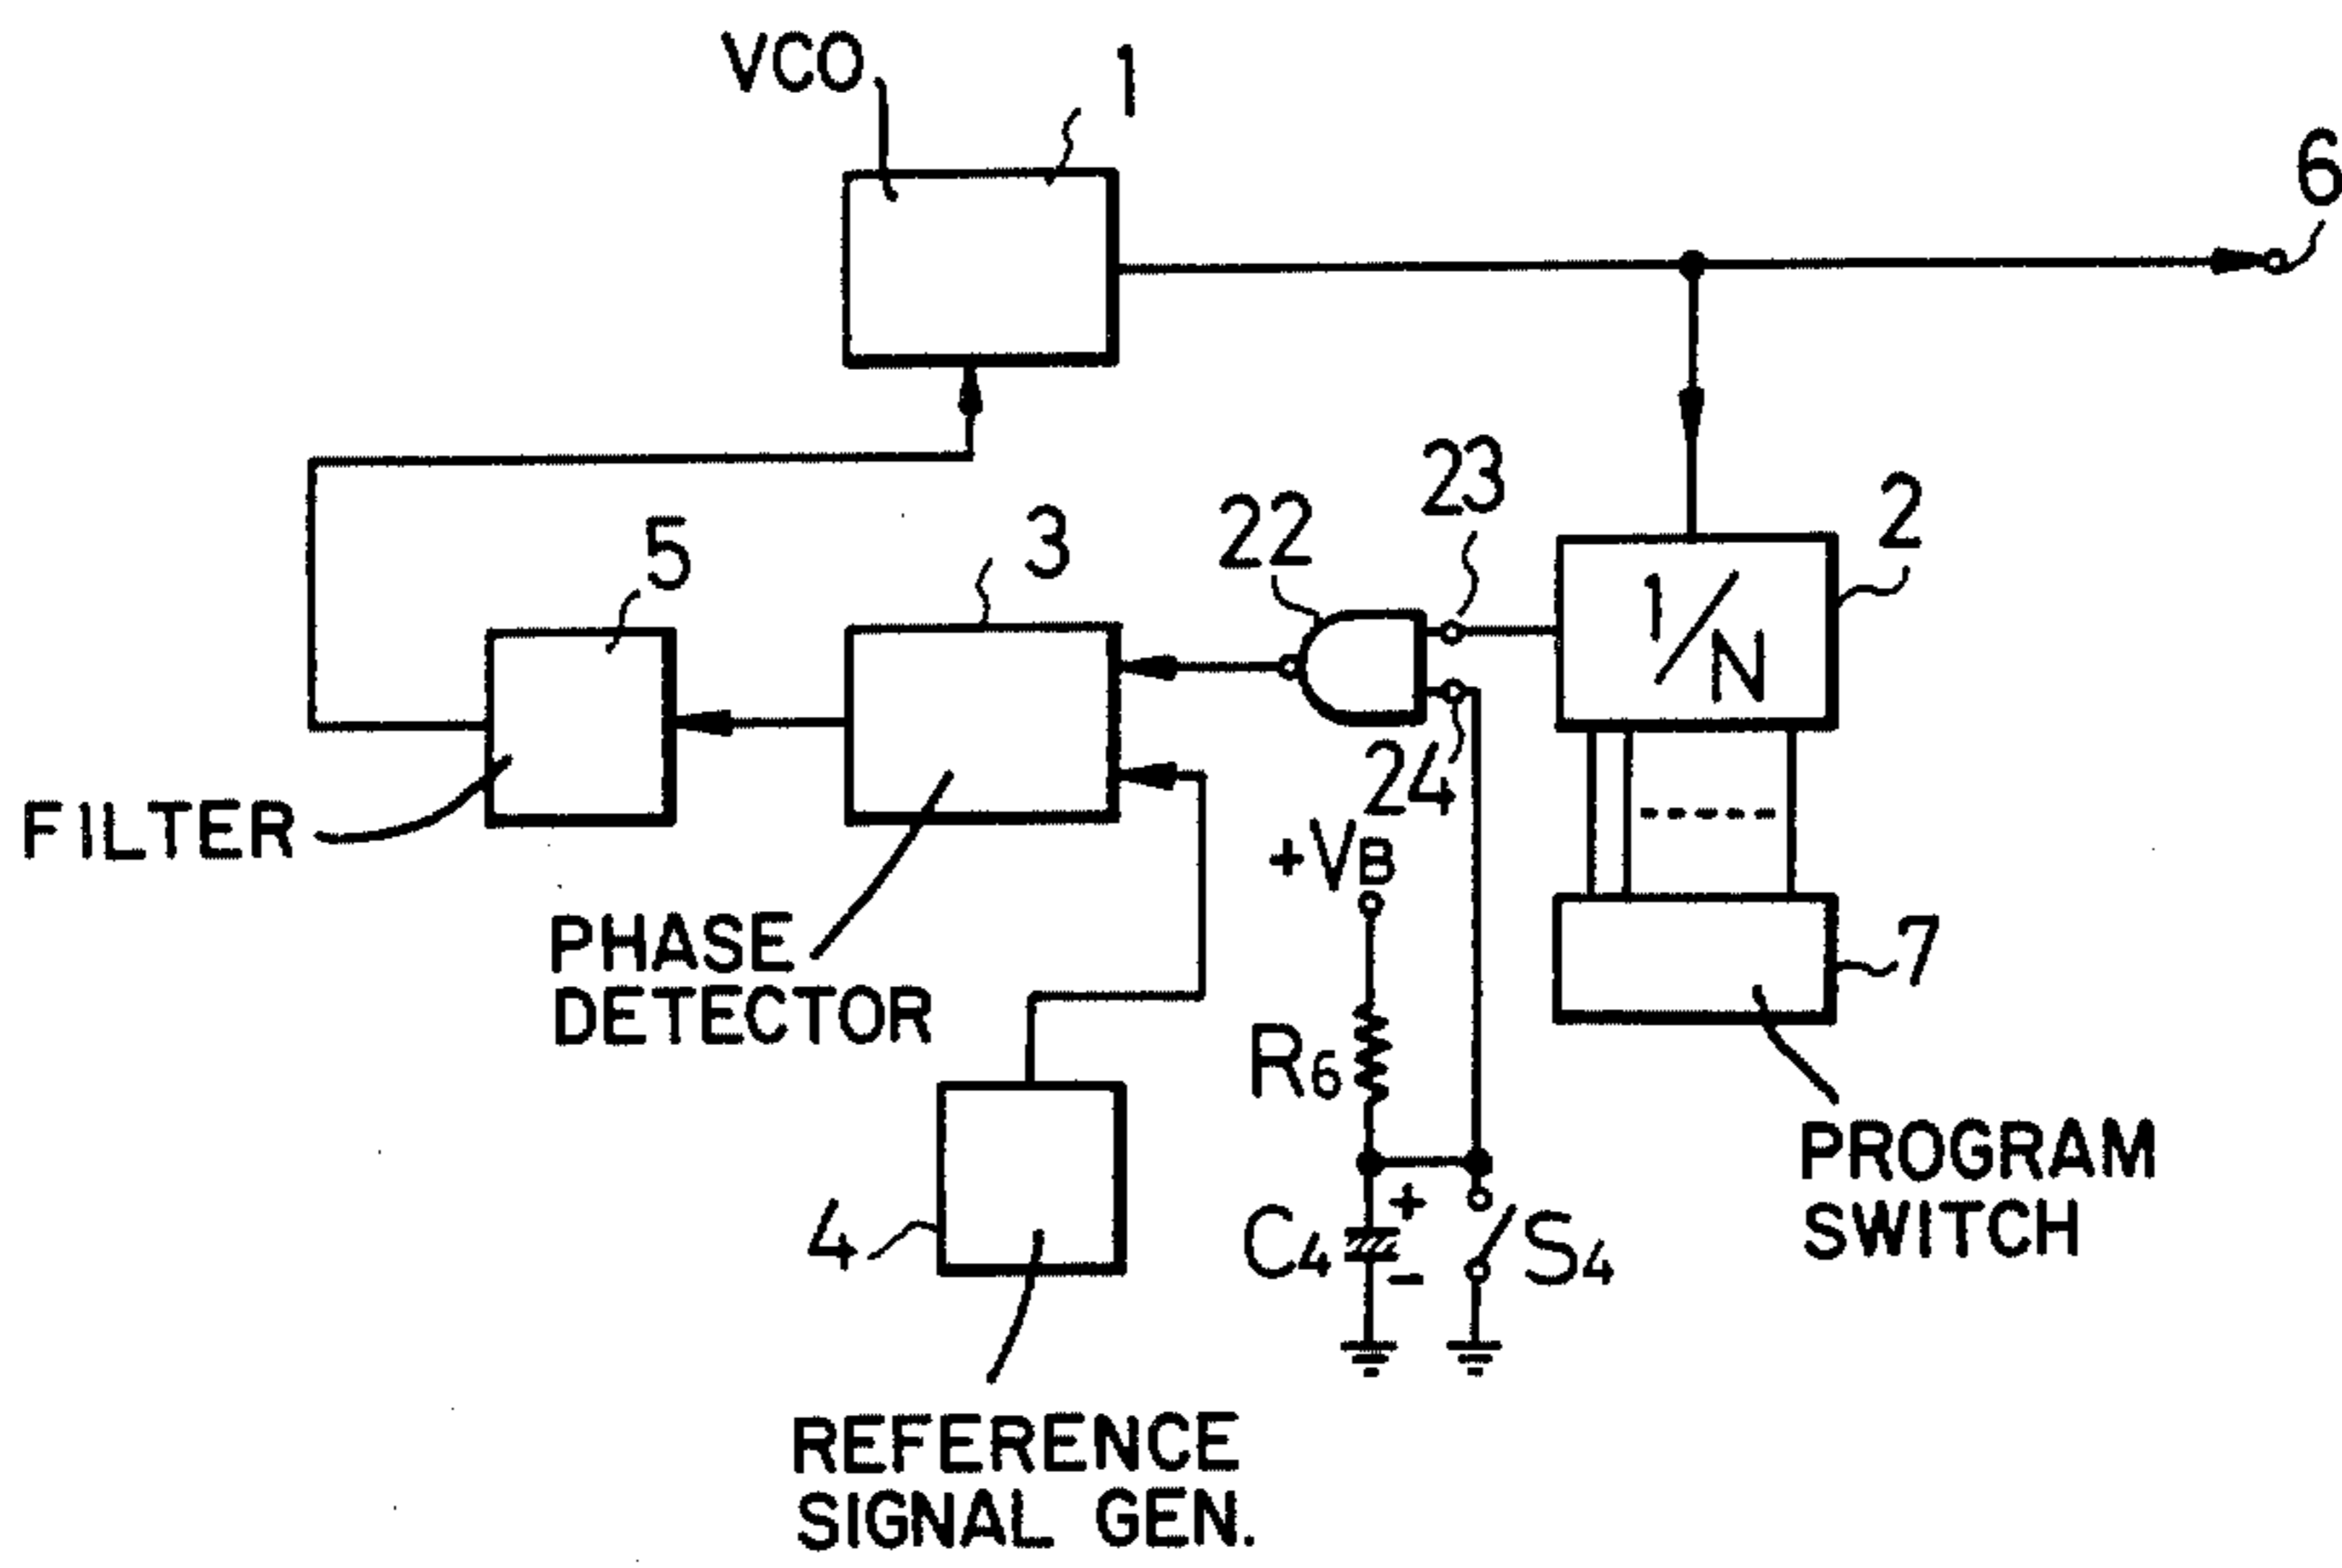 VCO
1
6
23
22
2
5
3
1/N
24
FILTER
+VB
PHASE
DETECTOR
7
R6
PROGRAM
SWITCH
4
+
C4
-
S4
REFERENCE
SIGNAL GEN.